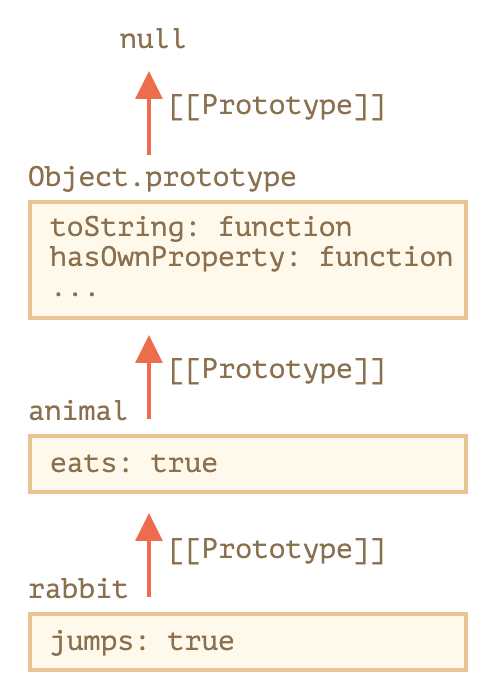 null
[[Prototype]]
Object.prototype
toString: function
hasOwnProperty: function
...
[[Prototype]]
animal
eats: true
[[Prototype]]
rabbit
jumps: true